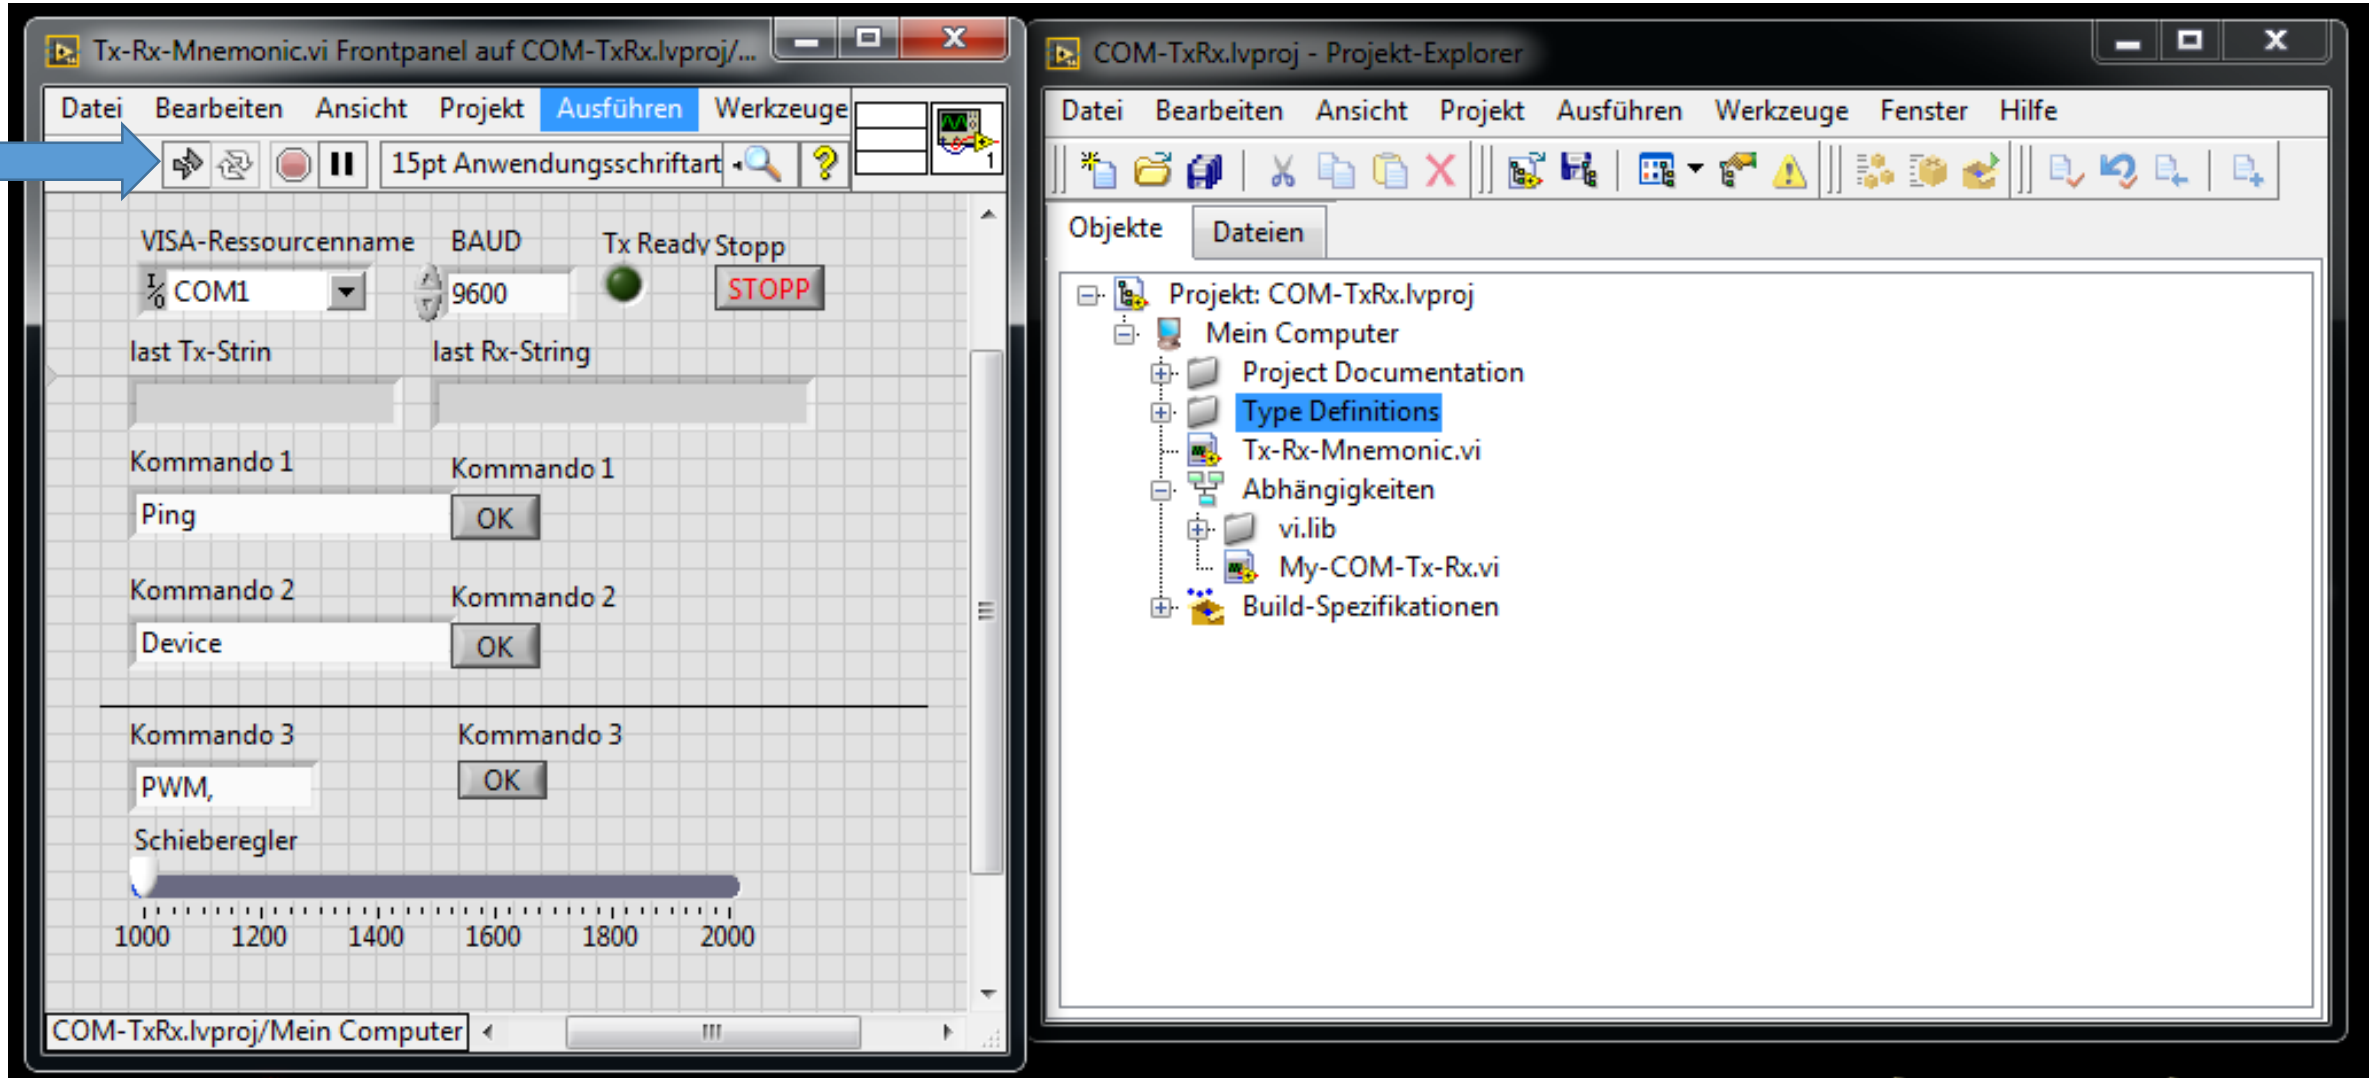 Tx-Rx-Mnemonic.vi Frontpanel auf COM-TxRx.lvproj/...
Datei Bearbeiten Ansicht Projekt Ausführen Werkzeuge
15pt Anwendungsschriftart
1
VISA-Ressourcenname BAUD Tx Ready Stopp
COM1 9600 STOPP
last Tx-Strin last Rx-String
Kommando 1 Kommando 1
Ping OK
Kommando 2 Kommando 2
Device OK
Kommando 3 Kommando 3
PWM, OK
Schieberegler
1000 1200 1400 1600 1800 2000
COM-TxRx.lvproj/Mein Computer
COM-TxRx.lvproj - Projekt-Explorer
Datei Bearbeiten Ansicht Projekt Ausführen Werkzeuge Fenster Hilfe
Objekte Dateien
Projekt: COM-TxRx.lvproj
Mein Computer
Project Documentation
Type Definitions
Tx-Rx-Mnemonic.vi
Abhängigkeiten
vi.lib
My-COM-Tx-Rx.vi
Build-Spezifikationen